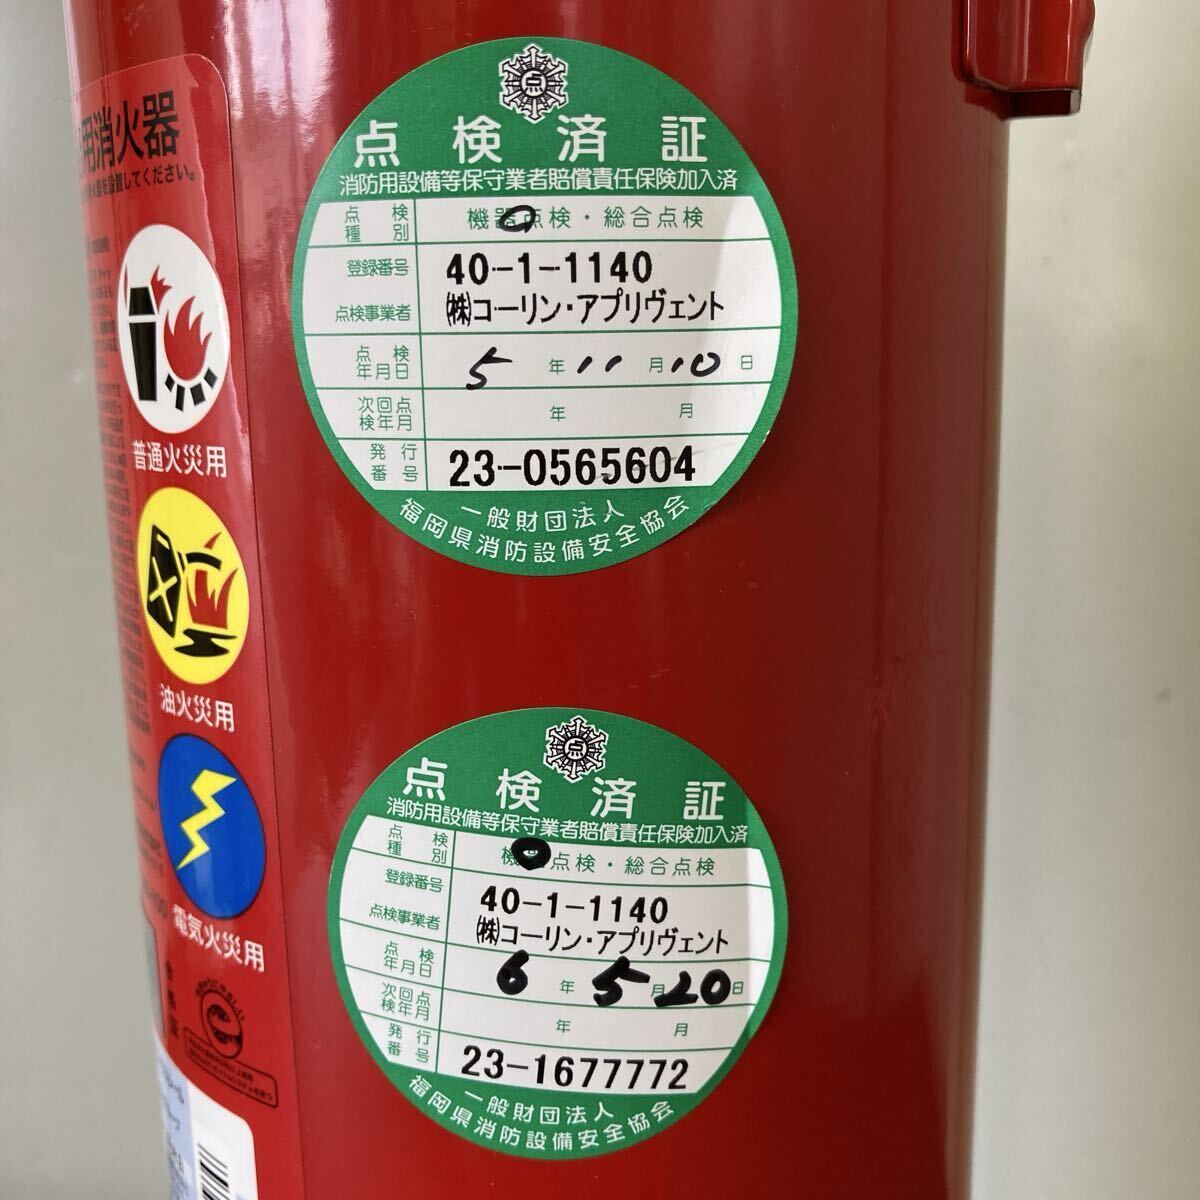 用消火器
を設置してください。
普通火災用
油火災用
電気火災用
点
点検済証
消防用設備等保守業者賠償責任保険加入済
点検種別 機器点検・総合点検
登録番号 40-1-1140
点検事業者 ㈱コーリン・アプリヴェント
点検年月日 5年11月10日
次回点検年月 年 月
発行番号 23-0565604
一般財団法人
福岡県消防設備安全協会
点
点検済証
消防用設備等保守業者賠償責任保険加入済
点検種別 機 点検・総合点検
登録番号 40-1-1140
点検事業者 ㈱コーリン・アプリヴェント
点検年月日 6年5月20日
次回点検年月 年 月
発行番号 23-1677772
一般財団法人
福岡県消防設備安全協会